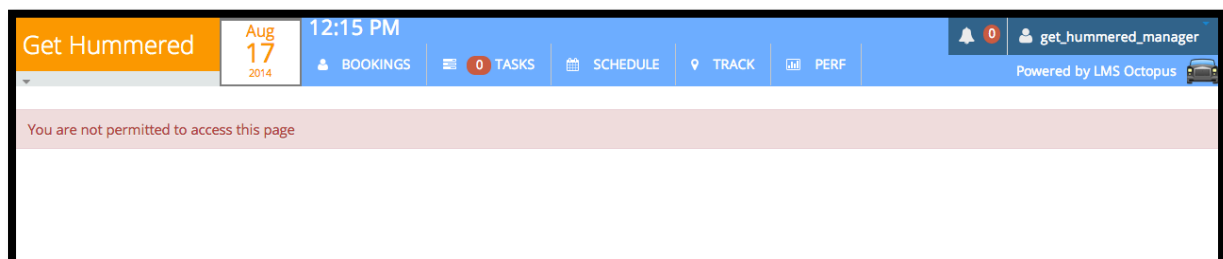 Get Hummered
Aug
17
2014
12:15 PM
BOOKINGS
0 TASKS
SCHEDULE
TRACK
PERF
0
get_hummered_manager
Powered by LMS Octopus
You are not permitted to access this page